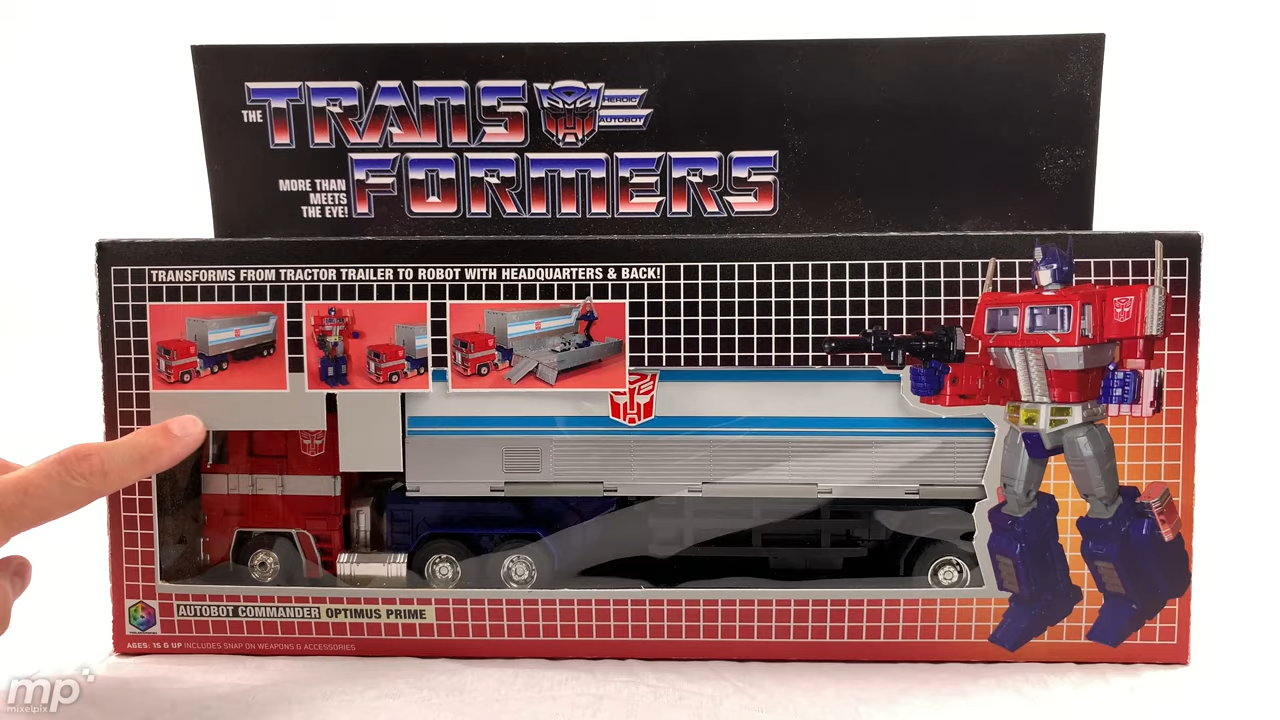 THE TRANS
HEROIC
AUTOBOT
MORE THAN
MEETS
THE EYE!
FORMERS
TRANSFORMS FROM TRACTOR TRAILER TO ROBOT WITH HEADQUARTERS & BACK!
AUTOBOT COMMANDER OPTIMUS PRIME
AGES: 15 & UP INCLUDES SNAP ON WEAPONS & ACCESSORIES
mp
mixelpix